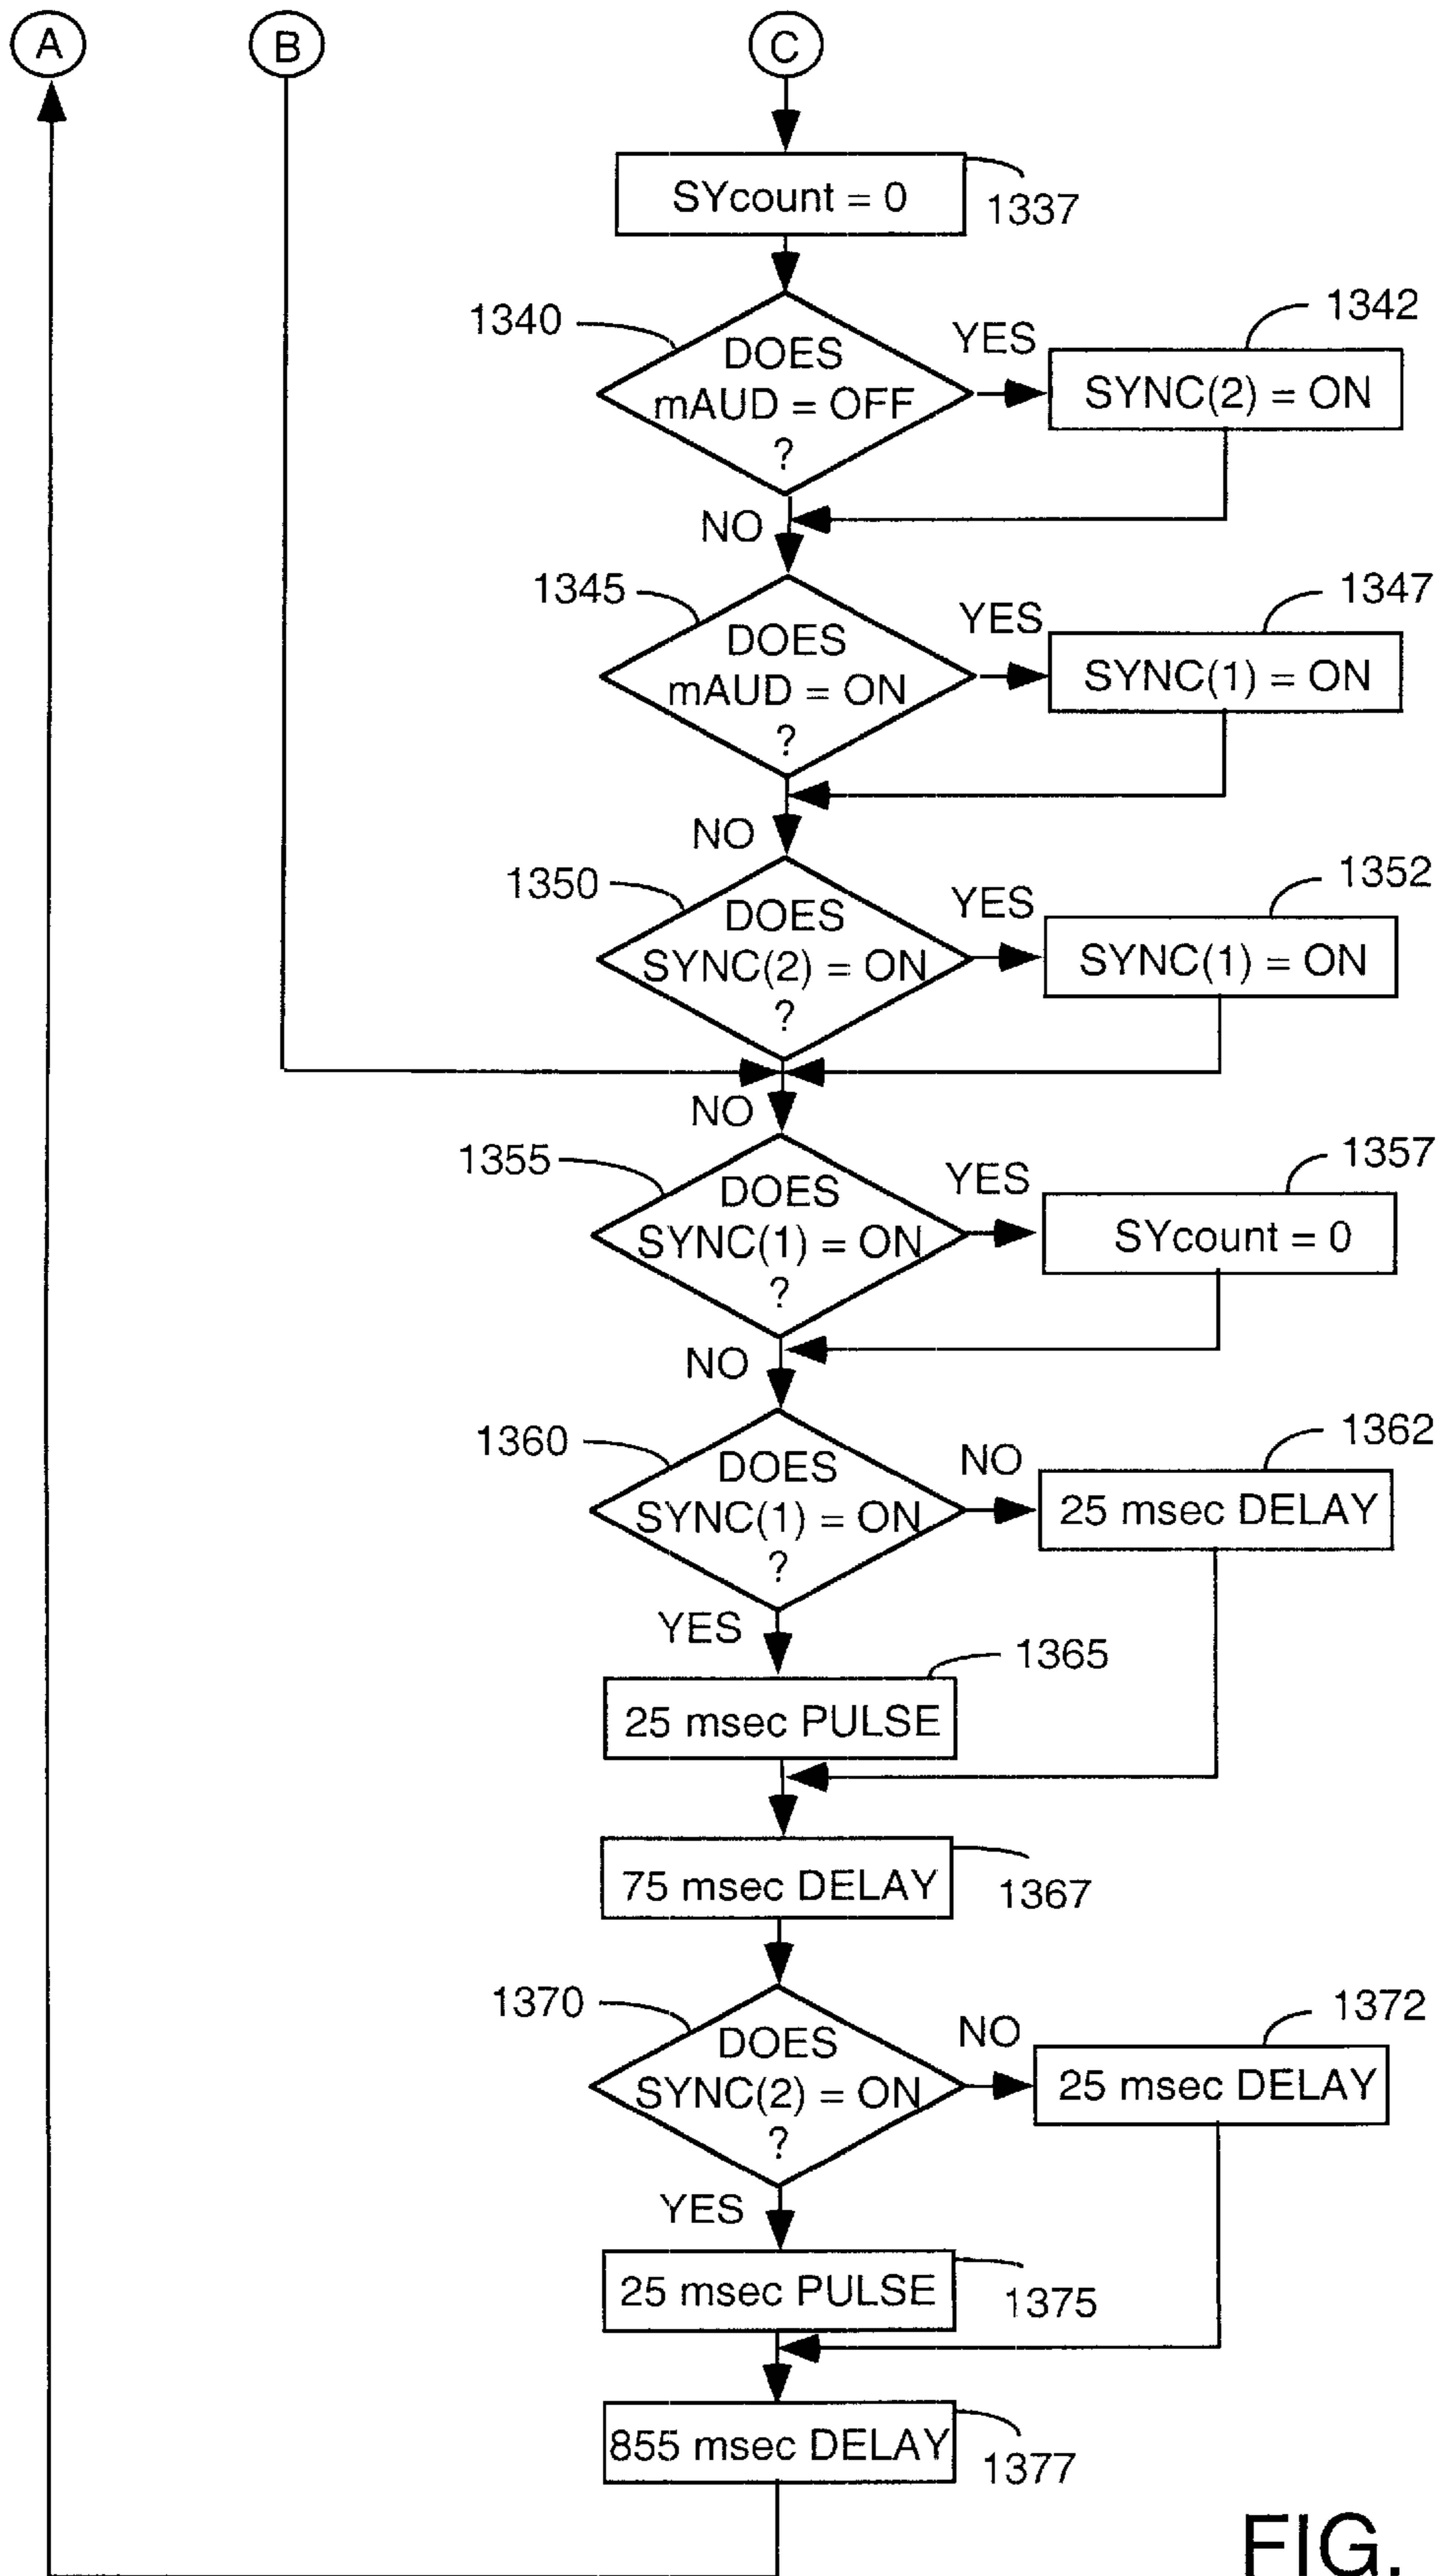 A
B
C
SYcount = 0
1337
1340
DOES
mAUD = OFF
?
YES
1342
SYNC(2) = ON
NO
1345
DOES
mAUD = ON
?
YES
1347
SYNC(1) = ON
NO
1350
DOES
SYNC(2) = ON
?
YES
1352
SYNC(1) = ON
NO
1355
DOES
SYNC(1) = ON
?
YES
1357
SYcount = 0
NO
1360
DOES
SYNC(1) = ON
?
NO
1362
25 msec DELAY
YES
1365
25 msec PULSE
75 msec DELAY
1367
1370
DOES
SYNC(2) = ON
?
NO
1372
25 msec DELAY
YES
25 msec PULSE
1375
855 msec DELAY
1377
FIG.